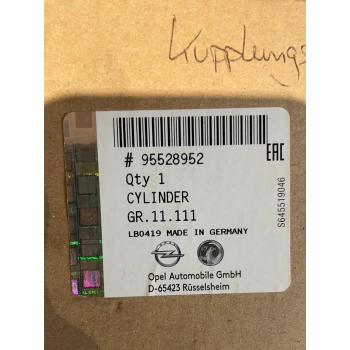 Kupplungs
EAC
# 95528952
Qty 1
CYLINDER
GR.11.111
LB0419 MADE IN GERMANY
S645519046
Opel Automobile GmbH
D-65423 Rüsselsheim